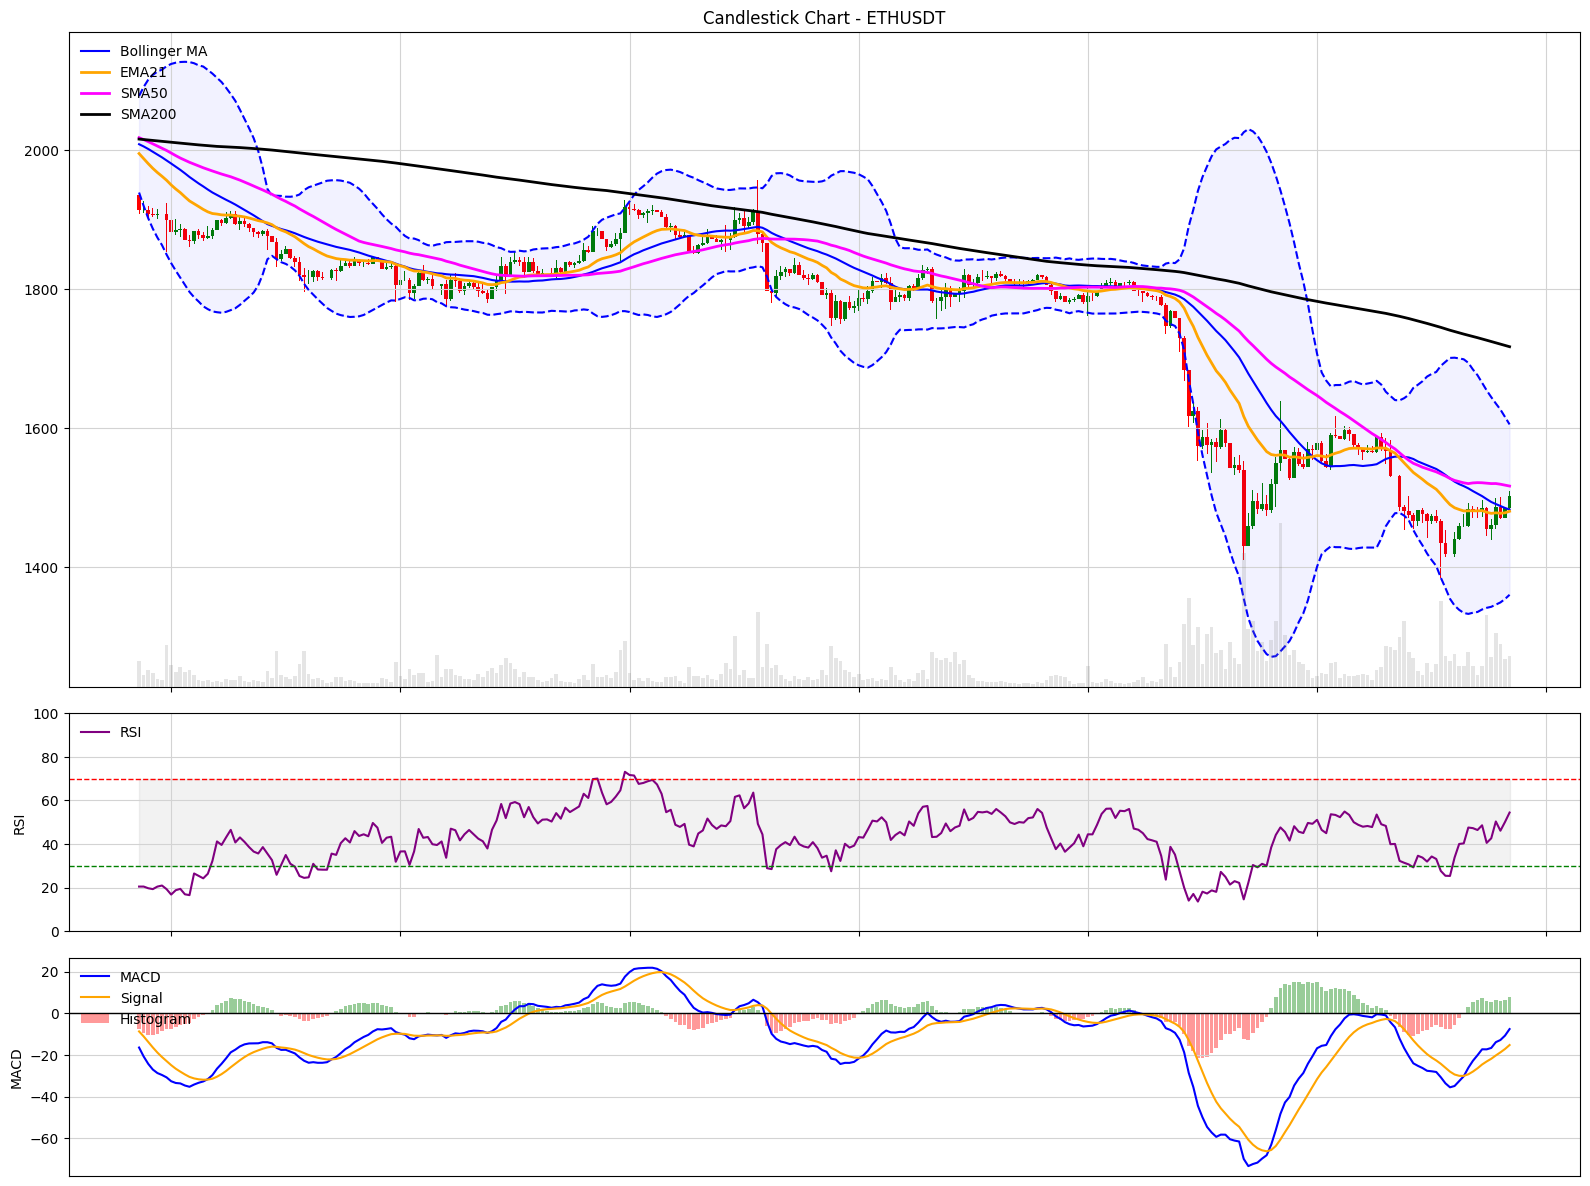 Candlestick Chart - ETHUSDT
Bollinger MA
EMA21
SMA50
SMA200
2000
1800
1600
1400
100
80
60
40
20
0
RSI
RSI
20
0
−20
−40
−60
MACD
MACD
Signal
Histogram